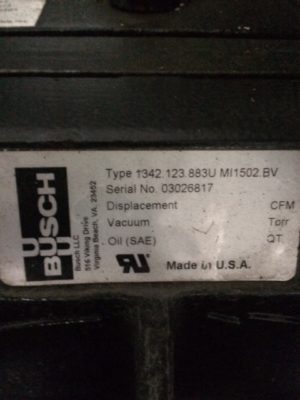 BUSCH
Busch LLC
516 Viking Drive
Virginia Beach, VA. 23452
Type 1342.123.883U MI1502.BV
Serial No. 03026817
Displacement CFM
Vacuum Torr
Oil (SAE) QT
Made in U.S.A.